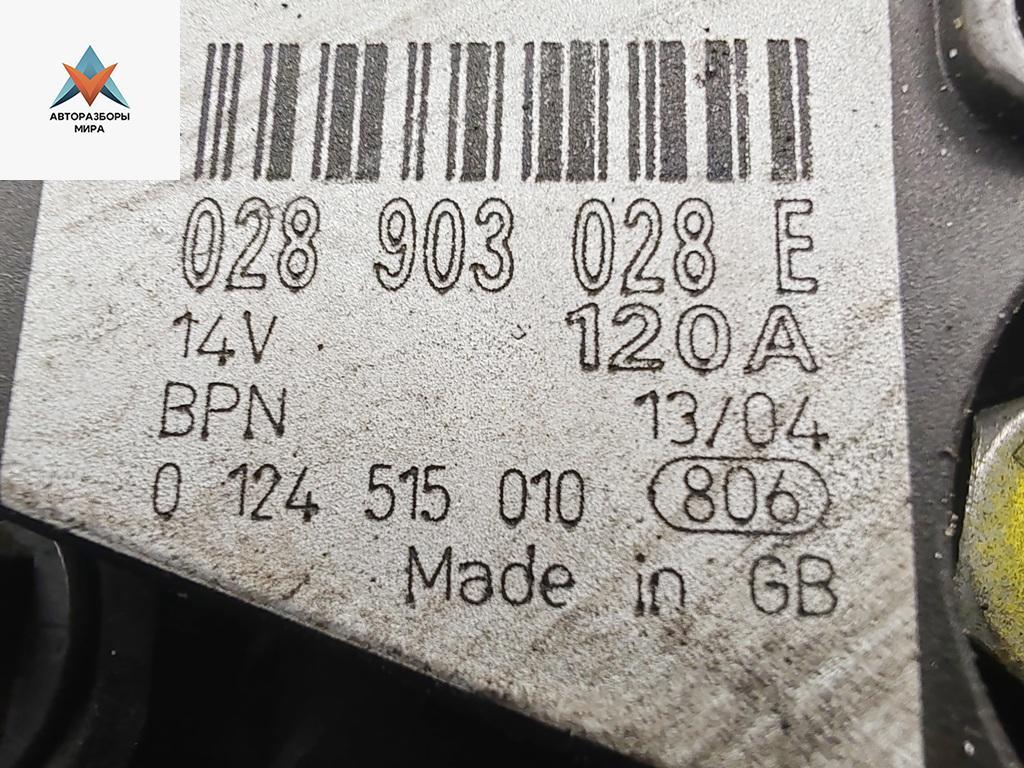 АВТОРАЗБОРЫ
МИРА
028 903 028 E
14V 120A
BPN 13/04
0 124 515 010 806
Made in GB